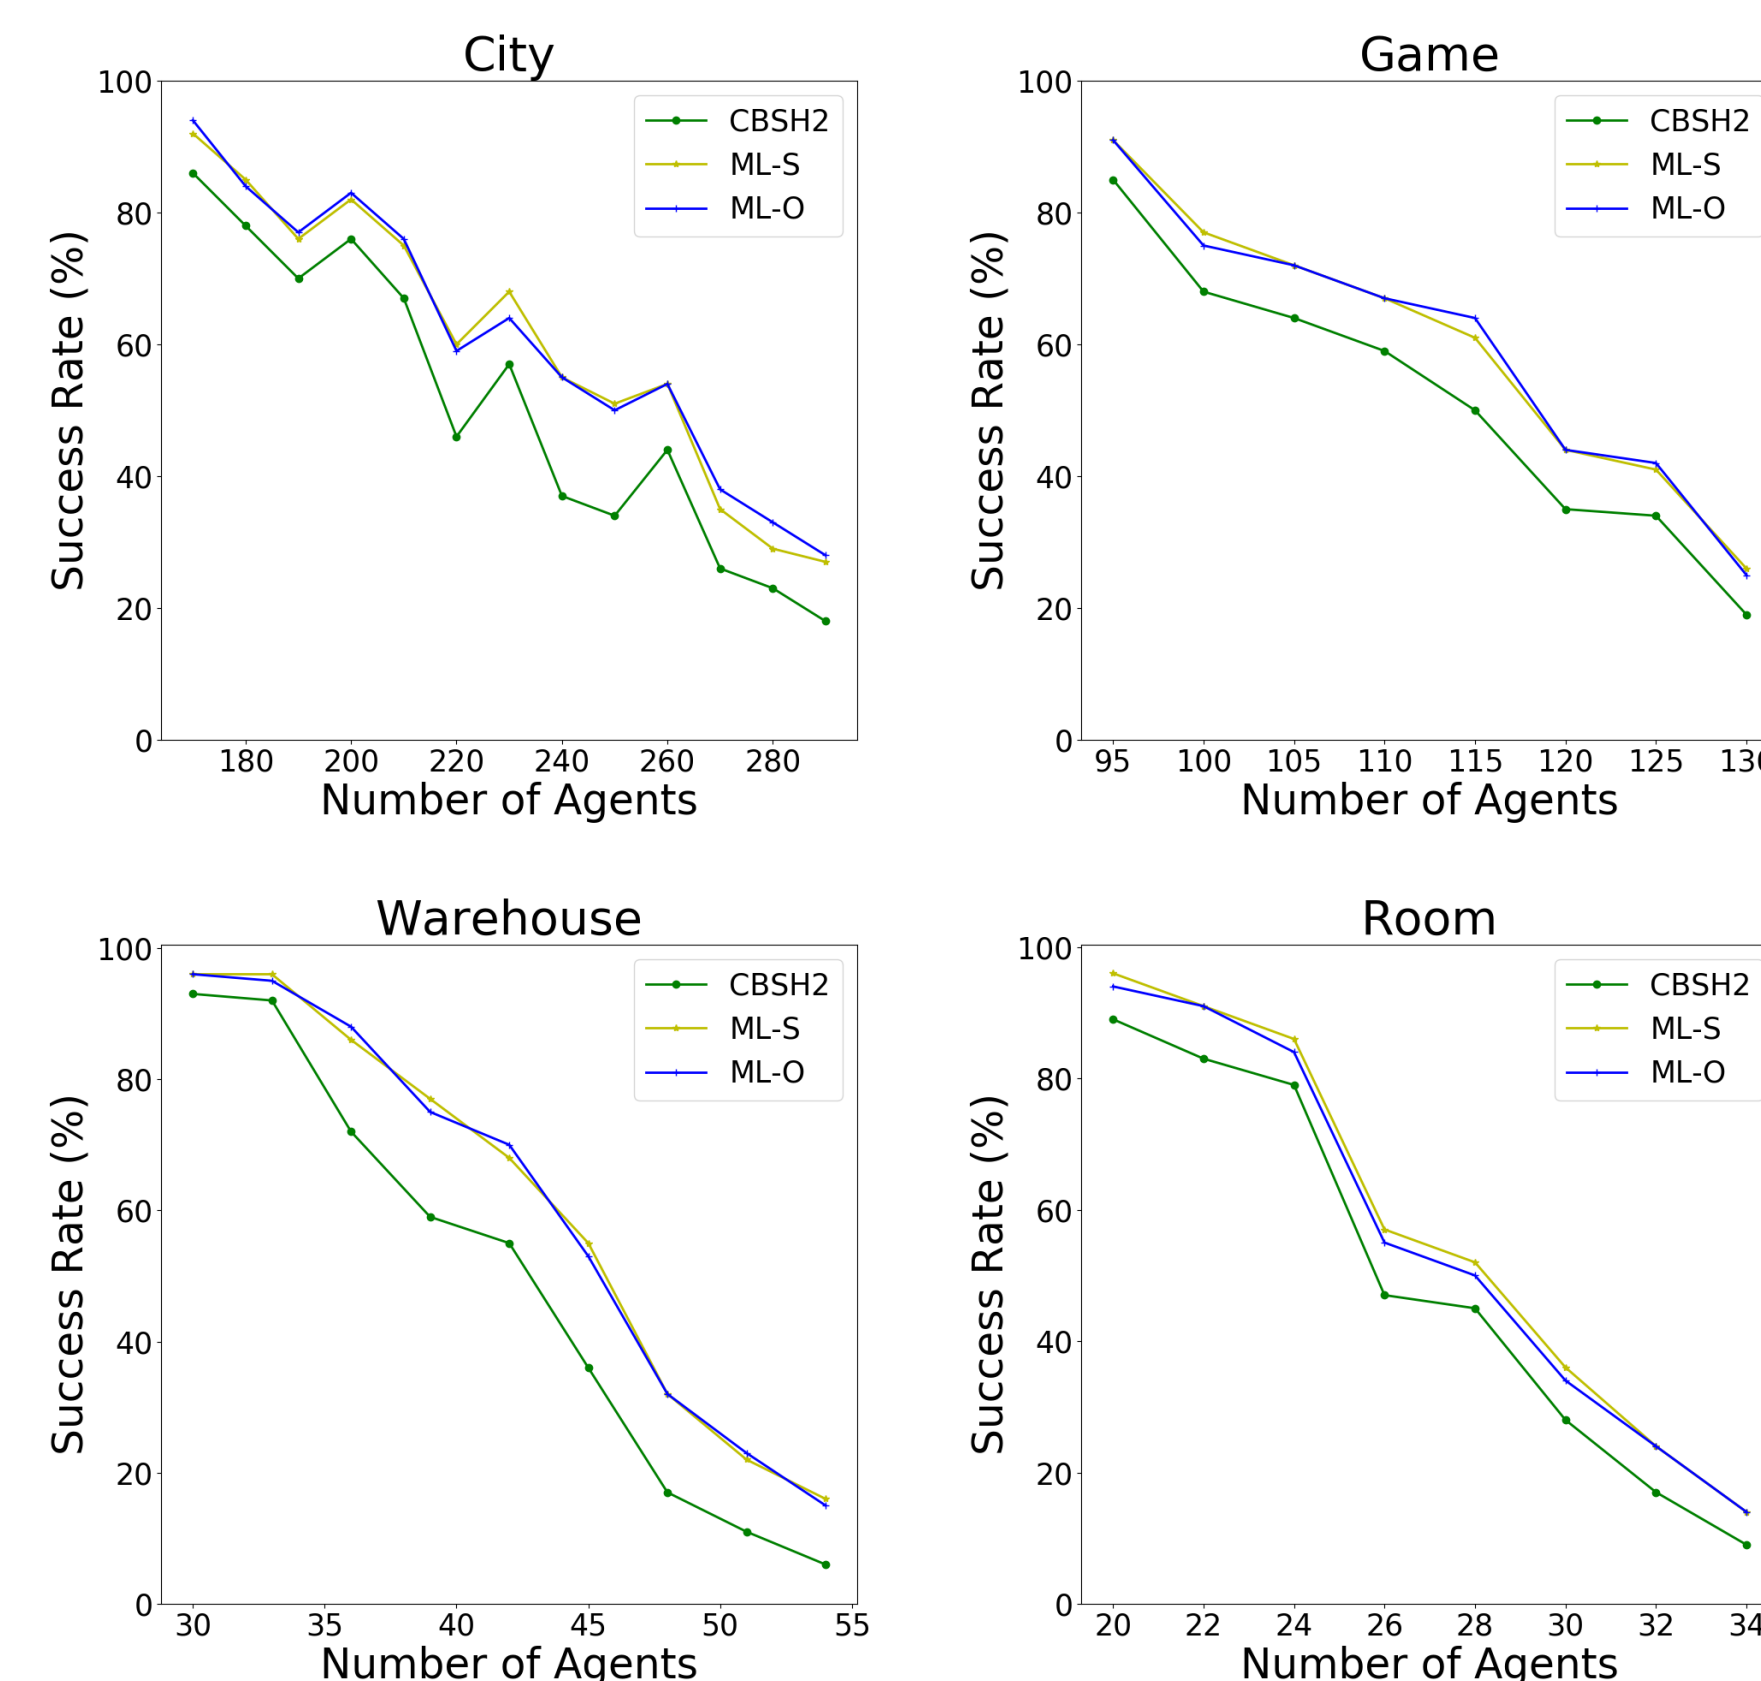 City
100
80
60
40
20
0
Success Rate (%)
CBSH2
ML-S
ML-O
180 200 220 240 260 280
Number of Agents
Game
100
80
60
40
20
0
Success Rate (%)
CBSH2
ML-S
ML-O
95 100 105 110 115 120 125 130
Number of Agents
Warehouse
100
80
60
40
20
0
Success Rate (%)
CBSH2
ML-S
ML-O
30 35 40 45 50 55
Number of Agents
Room
100
80
60
40
20
0
Success Rate (%)
CBSH2
ML-S
ML-O
20 22 24 26 28 30 32 34
Number of Agents